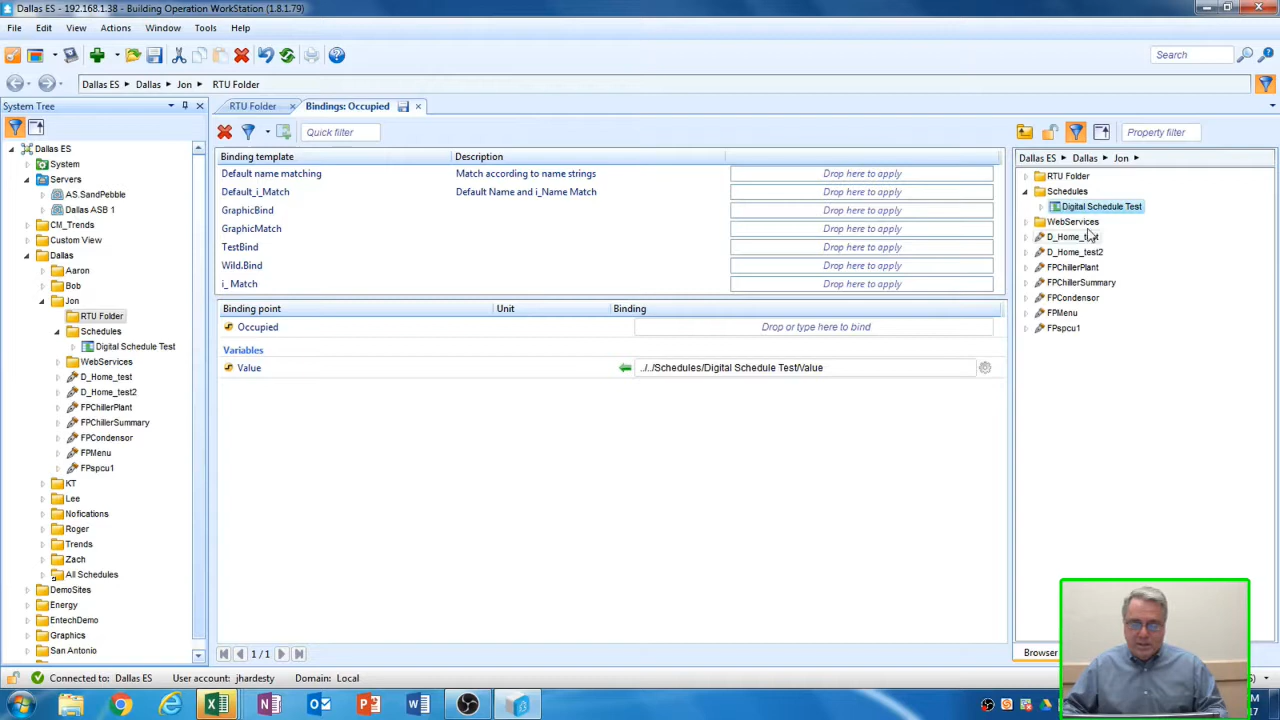 Dallas ES - 192.168.1.38 - Building Operation WorkStation (1.8.1.79)
File Edit View Actions Window Tools Help
Search
Dallas ES Dallas Jon RTU Folder
System Tree
Dallas ES
System
Servers
AS.SandPebble
Dallas ASB 1
CM_Trends
Custom View
Dallas
Aaron
Bob
Jon
RTU Folder
Schedules
Digital Schedule Test
WebServices
D_Home_test
D_Home_test2
FPChillerPlant
FPChillerSummary
FPCondensor
FPMenu
FPspcu1
KT
Lee
Nofications
Roger
Trends
Zach
All Schedules
DemoSites
Energy
EntechDemo
Graphics
San Antonio
RTU Folder Bindings: Occupied
Quick filter
Binding template Description
Default name matching Match according to name strings Drop here to apply
Default_i_Match Default Name and i_Name Match Drop here to apply
GraphicBind Drop here to apply
GraphicMatch Drop here to apply
TestBind Drop here to apply
Wild.Bind Drop here to apply
i_ Match Drop here to apply
Binding point Unit Binding
Occupied Drop or type here to bind
Variables
Value ../../Schedules/Digital Schedule Test/Value
1 / 1
Property filter
Dallas ES Dallas Jon
RTU Folder
Schedules
Digital Schedule Test
WebServices
D_Home_test
D_Home_test2
FPChillerPlant
FPChillerSummary
FPCondensor
FPMenu
FPspcu1
Browser
Connected to: Dallas ES User account: jhardesty Domain: Local